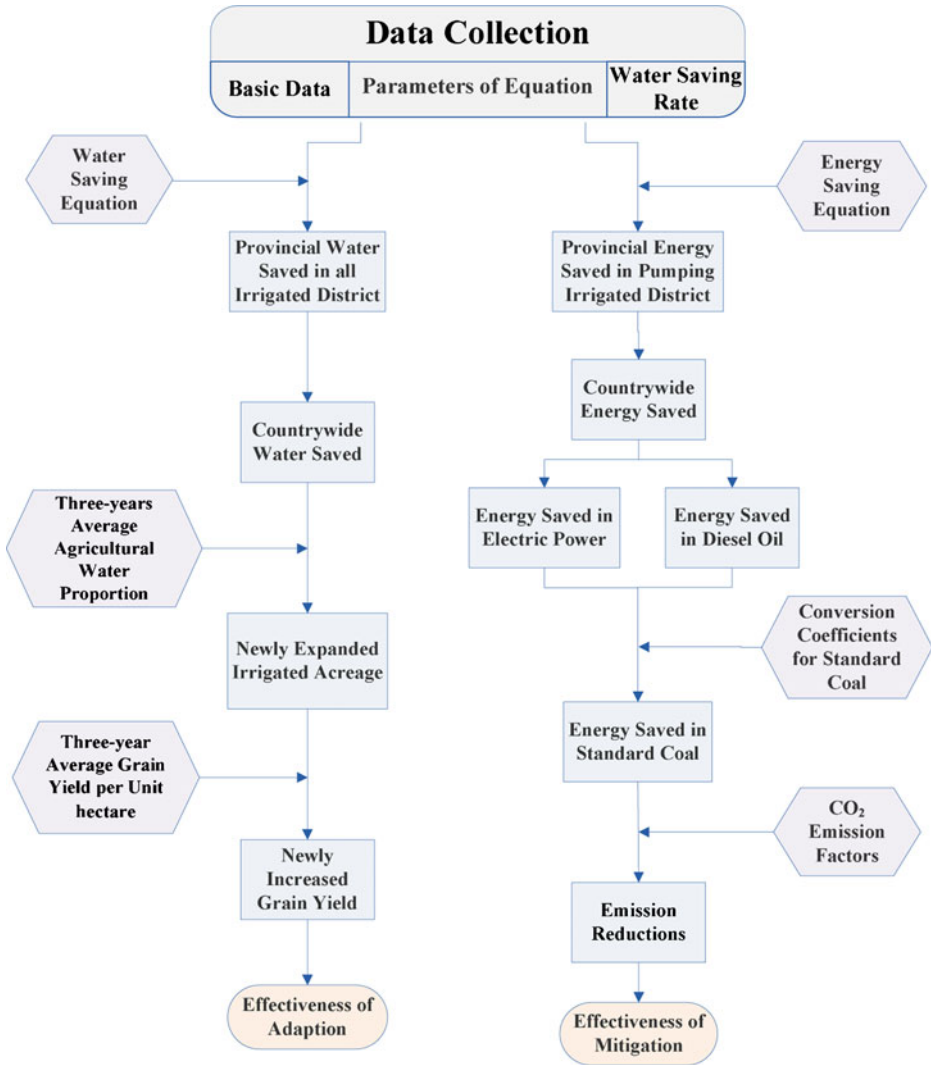 Data Collection
Basic Data
Parameters of Equation
Water Saving
Rate
Water
Saving
Equation
Energy
Saving
Equation
Provincial Water
Saved in all
Irrigated District
Provincial Energy
Saved in Pumping
Irrigated District
Countrywide
Water Saved
Countrywide
Energy Saved
Three-years
Average
Agricultural
Water
Proportion
Energy Saved in
Electric Power
Energy Saved
in Diesel Oil
Newly Expanded
Irrigated Acreage
Conversion
Coefficients
for Standard
Coal
Three-year
Average Grain
Yield per Unit
hectare
Energy Saved in
Standard Coal
CO₂
Emission
Factors
Newly
Increased
Grain Yield
Emission
Reductions
Effectiveness of
Adaption
Effectiveness of
Mitigation